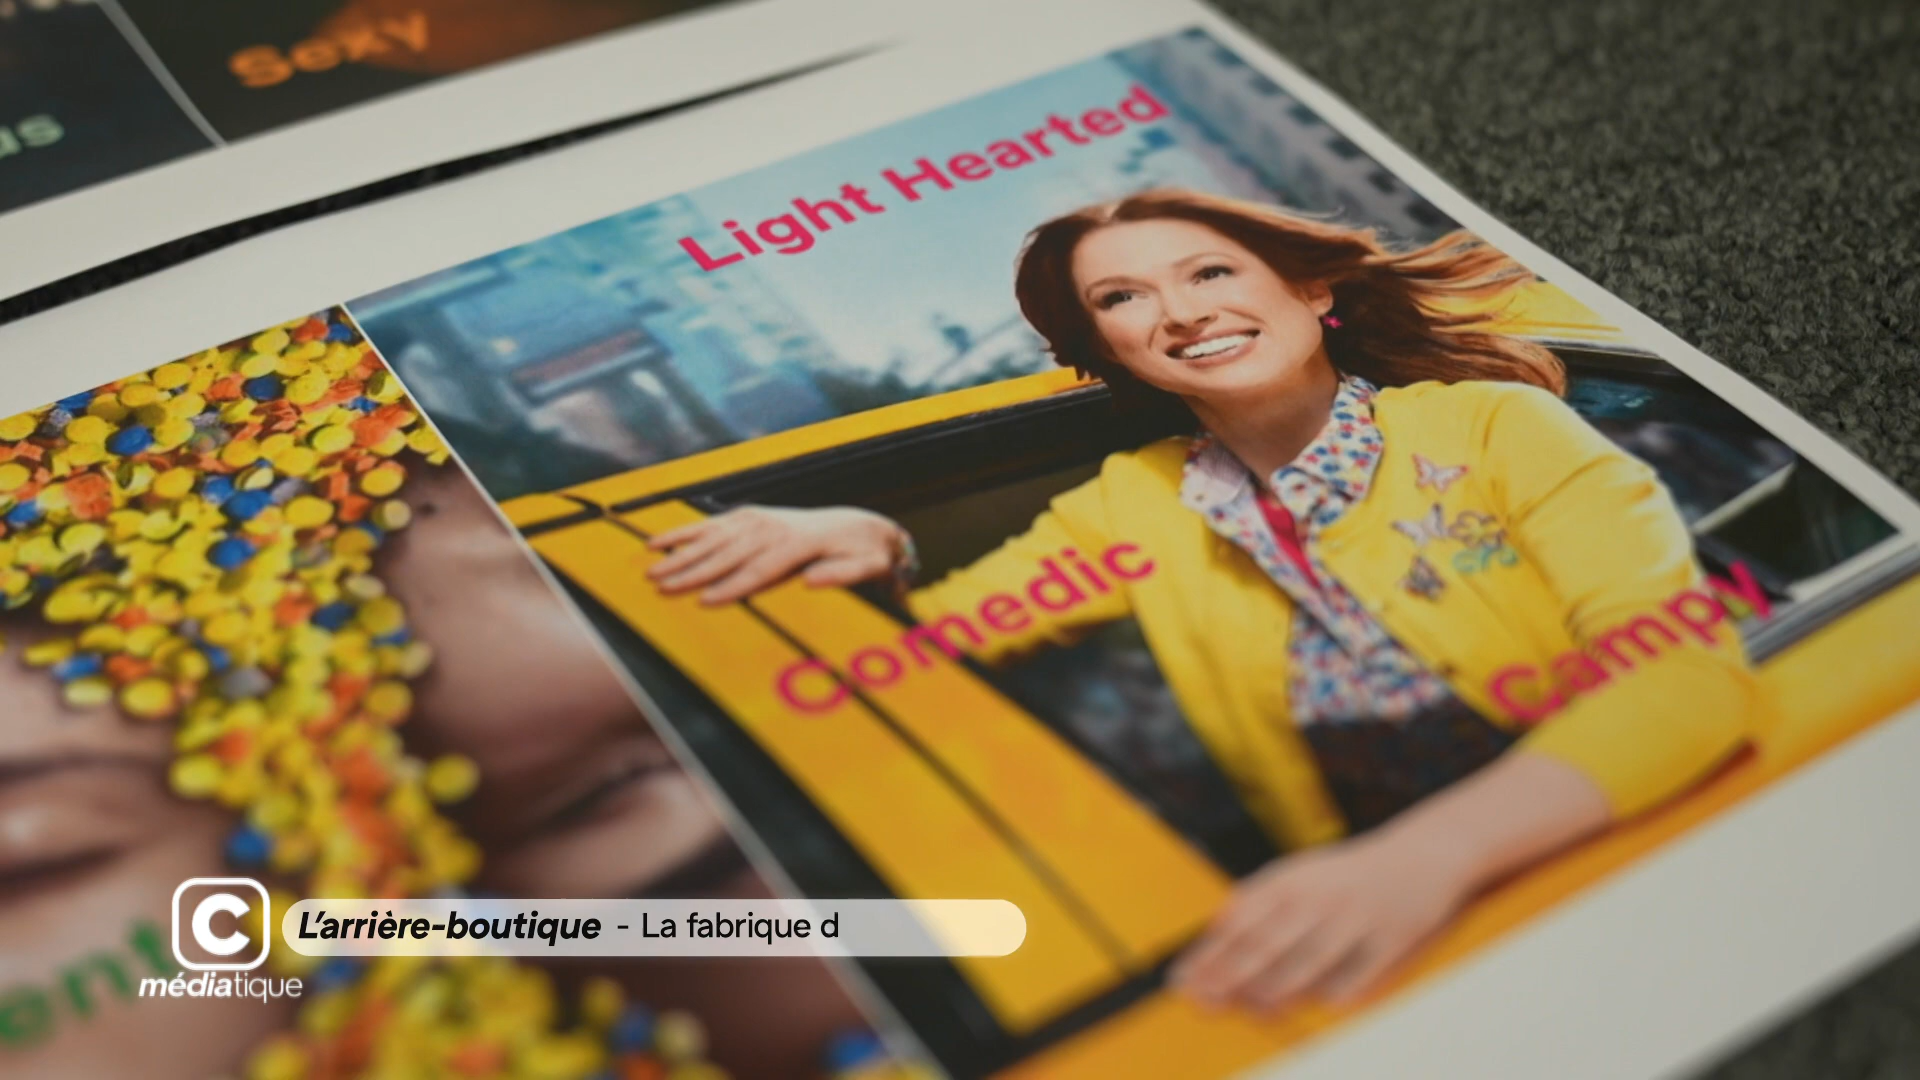 Sexy
Light Hearted
Comedic
Campy
L'arrière-boutique - La fabrique d
C
médiatique